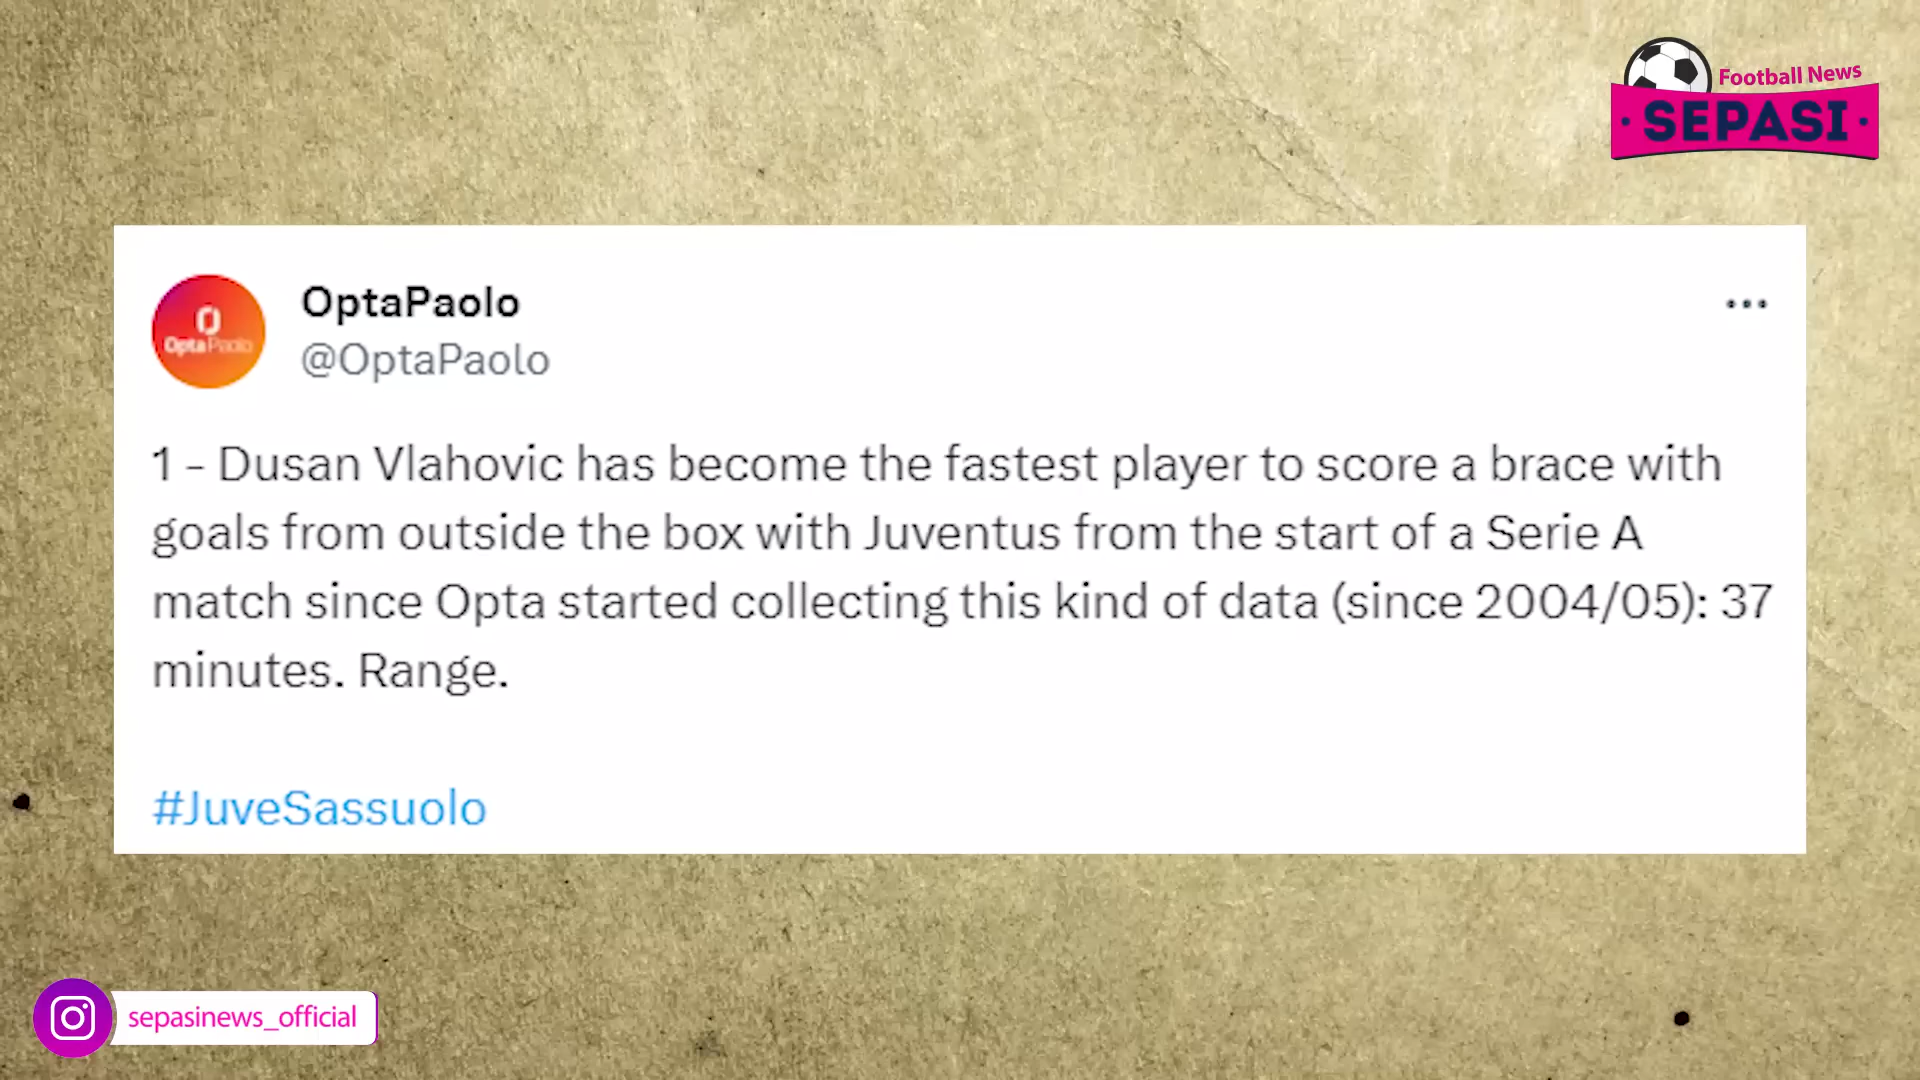 Football News
SEPASI
OptaPaolo
@OptaPaolo
Opta Paolo
1 - Dusan Vlahovic has become the fastest player to score a brace with
goals from outside the box with Juventus from the start of a Serie A
match since Opta started collecting this kind of data (since 2004/05): 37
minutes. Range.
#JuveSassuolo
sepasinews_official